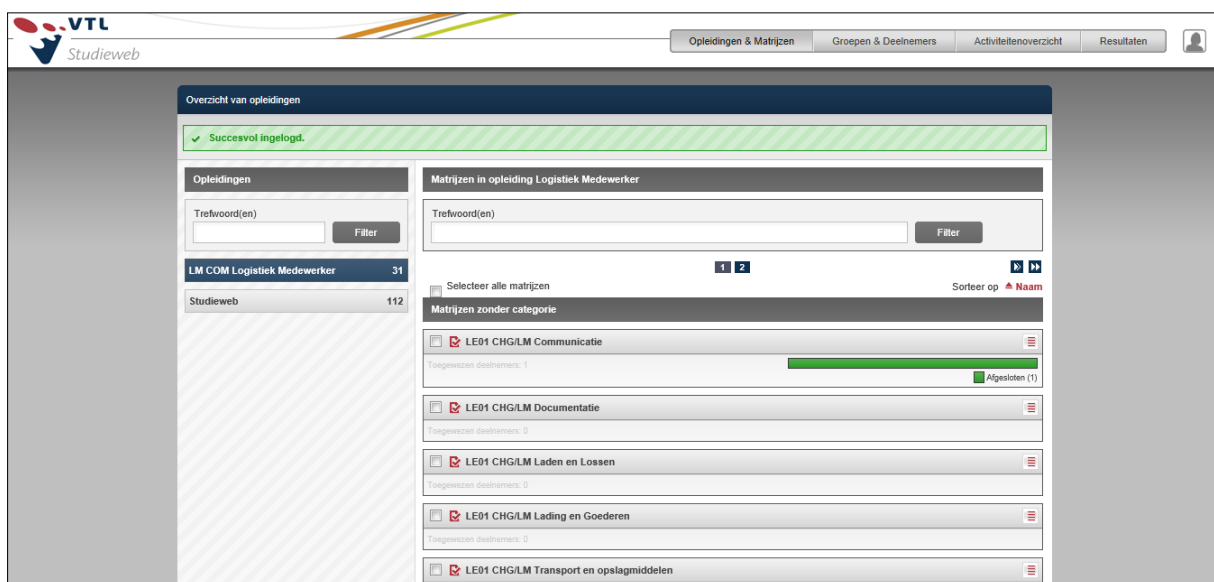 VTL
Studieweb
Opleidingen & Matrijzen
Groepen & Deelnemers
Activiteitenoverzicht
Resultaten
Overzicht van opleidingen
Succesvol ingelogd.
Opleidingen
Trefwoord(en)
Filter
LM COM Logistiek Medewerker 31
Studieweb 112
Matrijzen in opleiding Logistiek Medewerker
Trefwoord(en)
Filter
1 2
Selecteer alle matrijzen
Sorteer op Naam
Matrijzen zonder categorie
LE01 CHG/LM Communicatie
Toegewezen deelnemers: 1
Afgesloten (1)
LE01 CHG/LM Documentatie
Toegewezen deelnemers: 0
LE01 CHG/LM Laden en Lossen
Toegewezen deelnemers: 0
LE01 CHG/LM Lading en Goederen
Toegewezen deelnemers: 0
LE01 CHG/LM Transport en opslagmiddelen